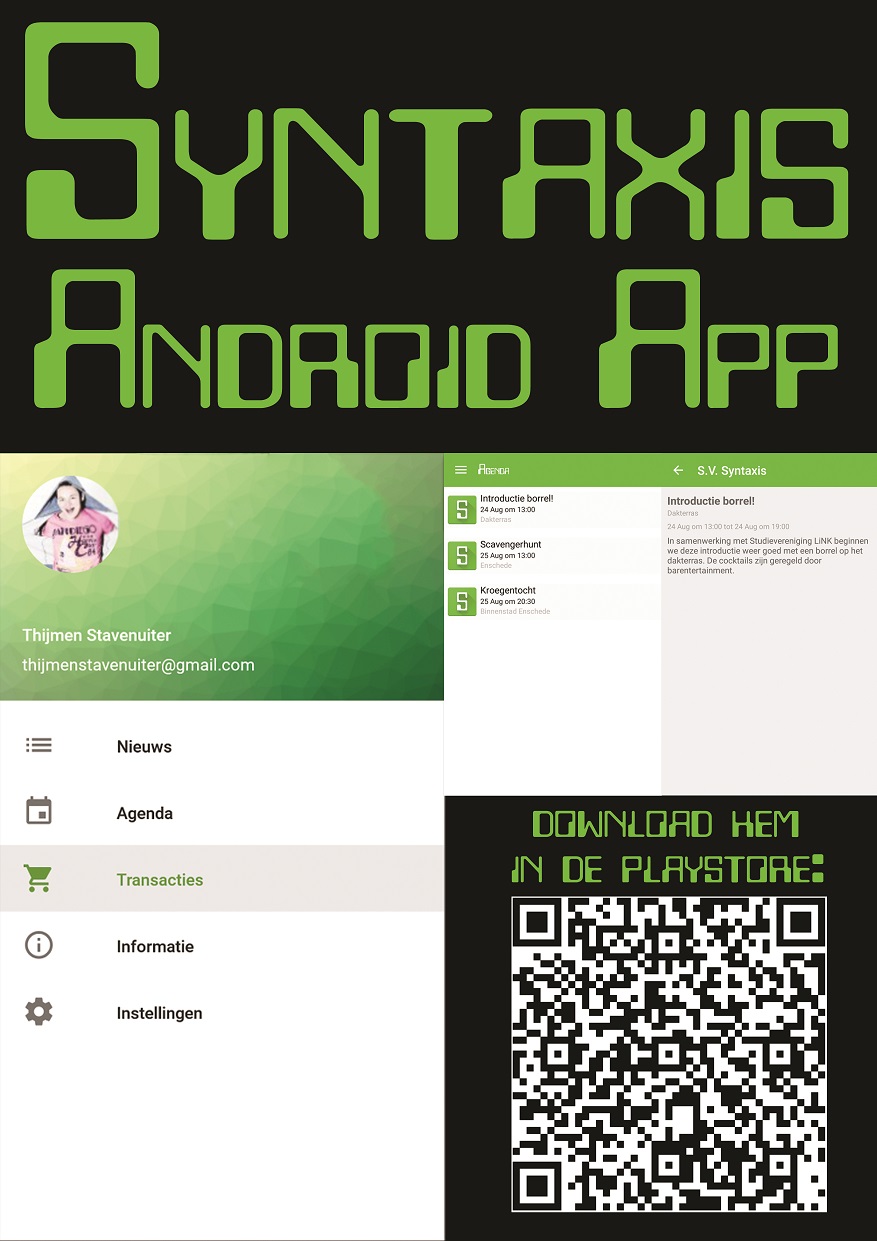 Syntaxis
Android App
Thijmen Stavenuiter
thijmenstavenuiter@gmail.com
Nieuws
Agenda
Transacties
Informatie
Instellingen
Agenda
Introductie borrel!
24 Aug om 13:00
Dakterras
Scavengerhunt
25 Aug om 13:00
Enschede
Kroegentocht
25 Aug om 20:30
Binnenstad Enschede
S.V. Syntaxis
Introductie borrel!
Dakterras
24 Aug om 13:00 tot 24 Aug om 19:00
In samenwerking met Studievereniging LiNK beginnen
we deze introductie weer goed met een borrel op het
dakterras. De cocktails zijn geregeld door
barentertainment.
DOWNLOAD HEM
IN DE PLAYSTORE: